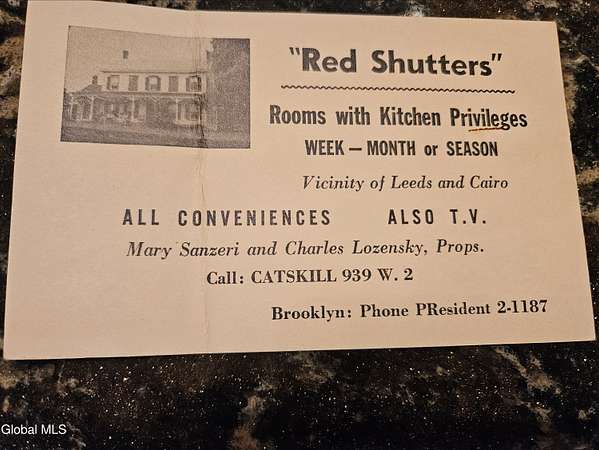 "Red Shutters"
Rooms with Kitchen Privileges
WEEK — MONTH or SEASON
Vicinity of Leeds and Cairo
ALL CONVENIENCES ALSO T.V.
Mary Sanzeri and Charles Lozensky, Props.
Call: CATSKILL 939 W. 2
Brooklyn: Phone PResident 2-1187
Global MLS